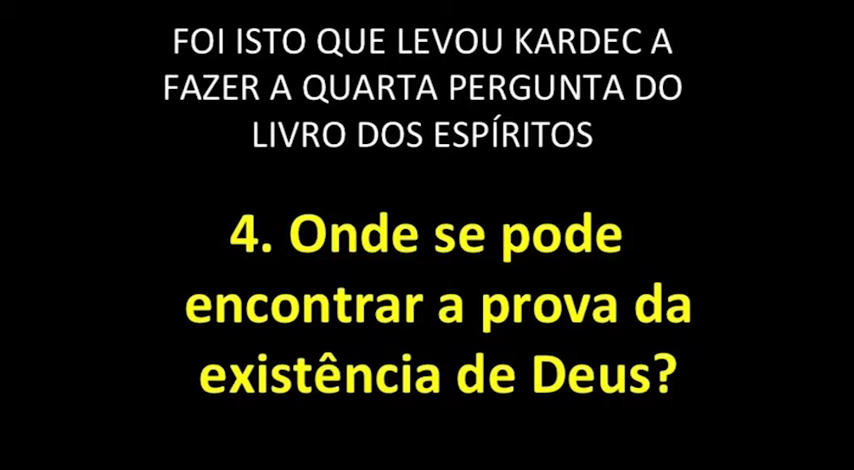 FOI ISTO QUE LEVOU KARDEC A
FAZER A QUARTA PERGUNTA DO
LIVRO DOS ESPÍRITOS
4. Onde se pode
encontrar a prova da
existência de Deus?